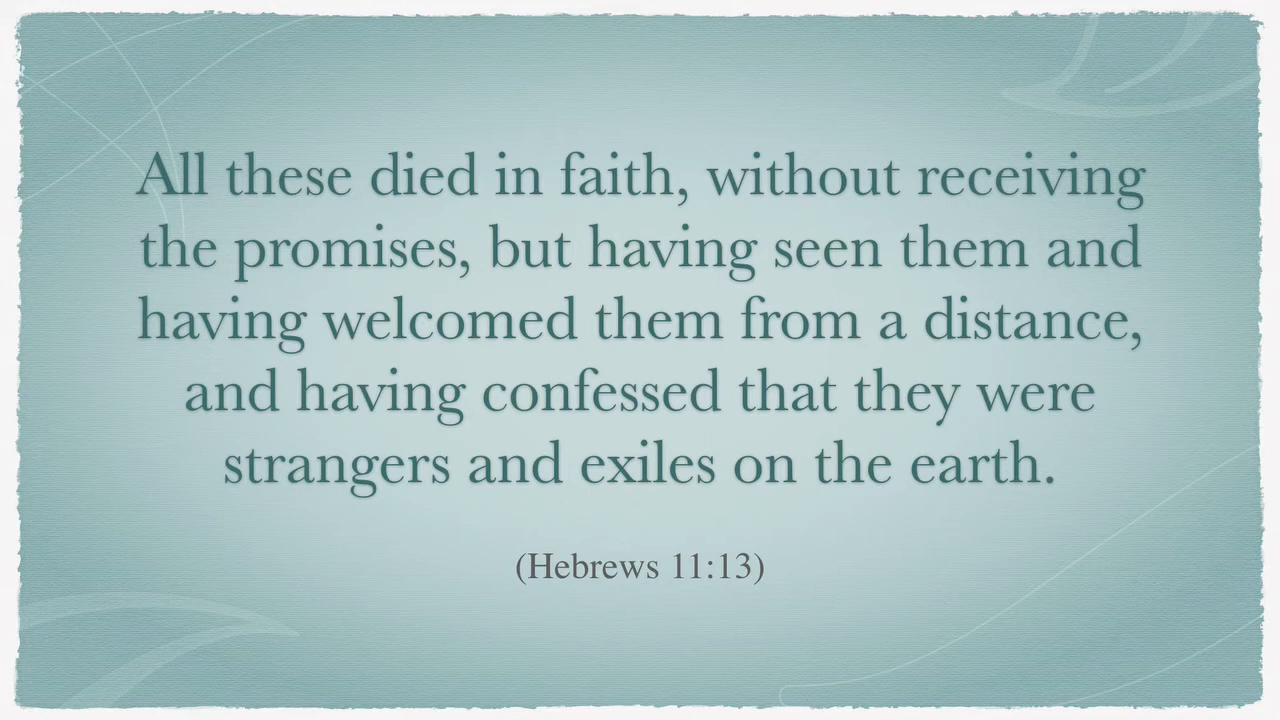 All these died in faith, without receiving
the promises, but having seen them and
having welcomed them from a distance,
and having confessed that they were
strangers and exiles on the earth.
(Hebrews 11:13)